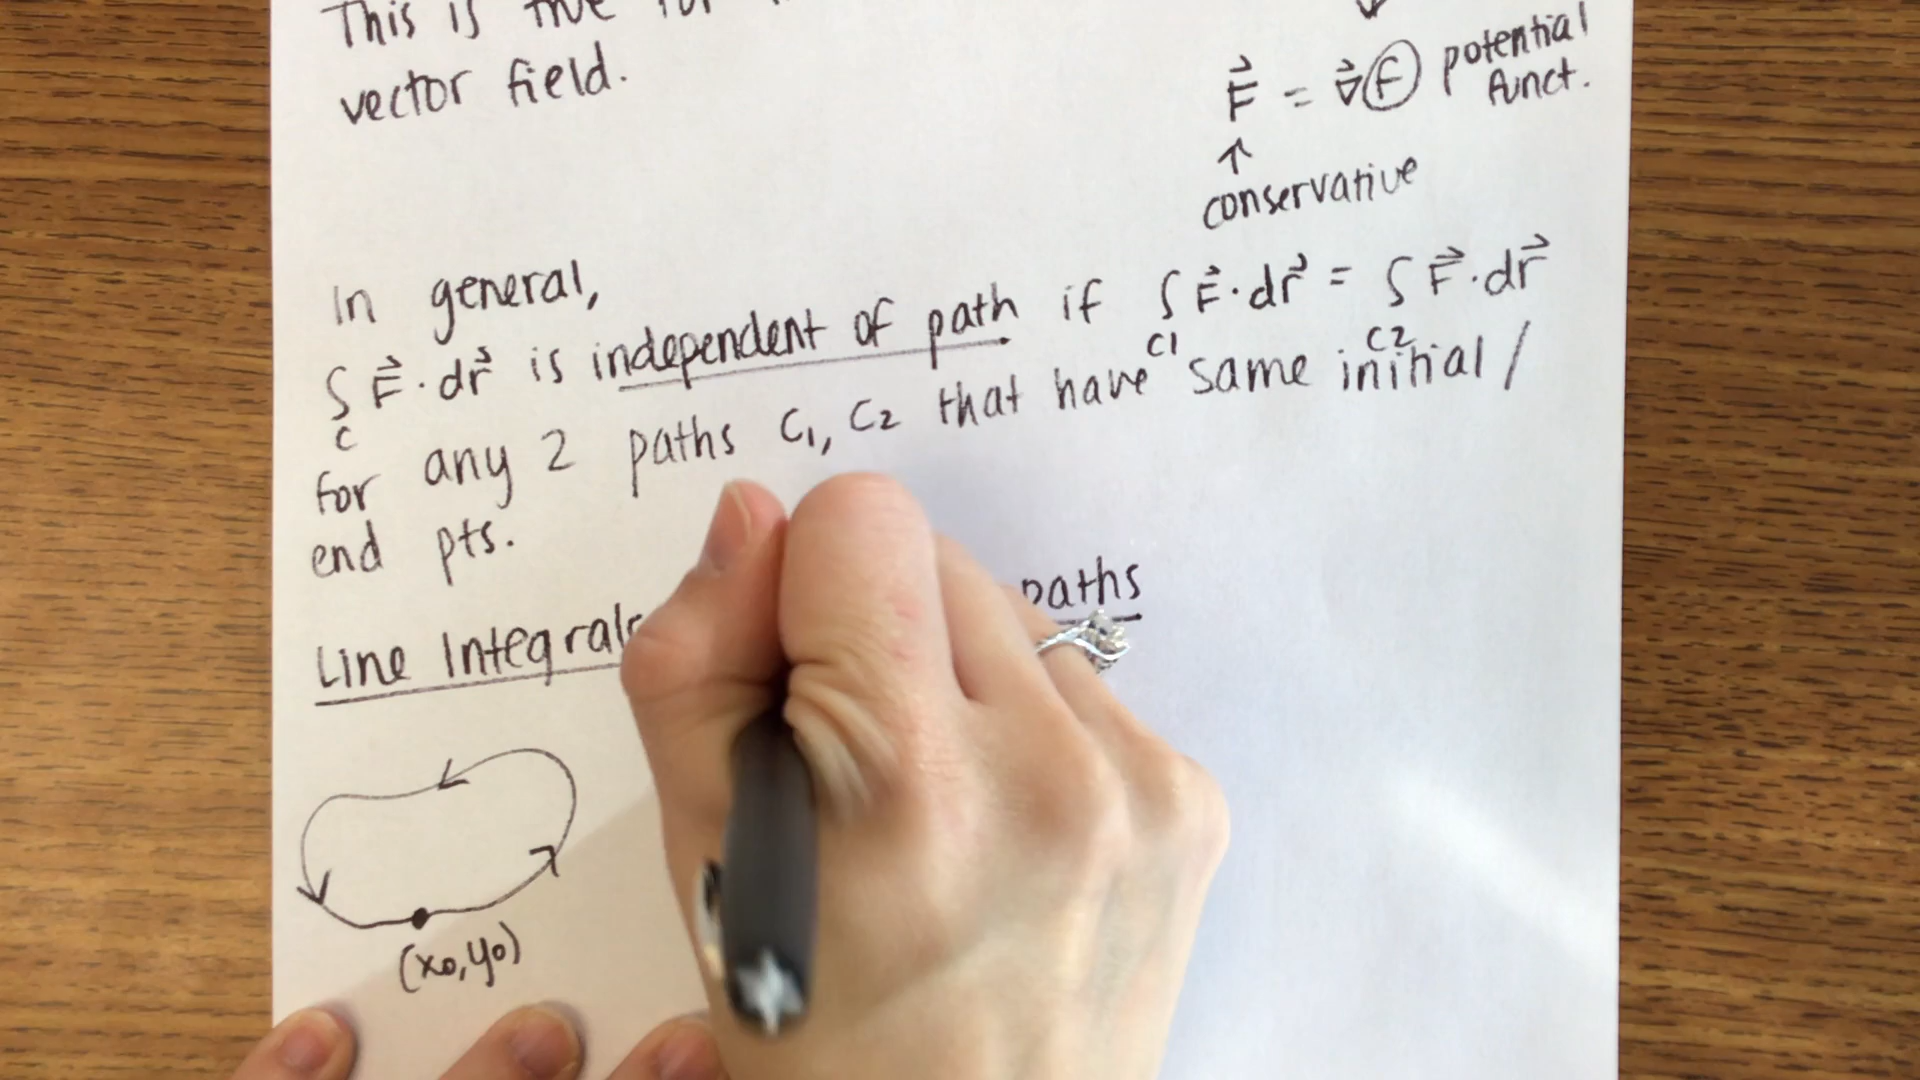 This is true for
vector field.
F⃗ = ∇⃗f potential
funct.
↑
conservative
In general,
∫ F⃗ · dr⃗ is independent of path if ∫ F⃗ · dr⃗ = ∫ F⃗ · dr⃗
C C1 C2
for any 2 paths C1, C2 that have same initial /
end pts.
Line Integrals paths
(x0, y0)